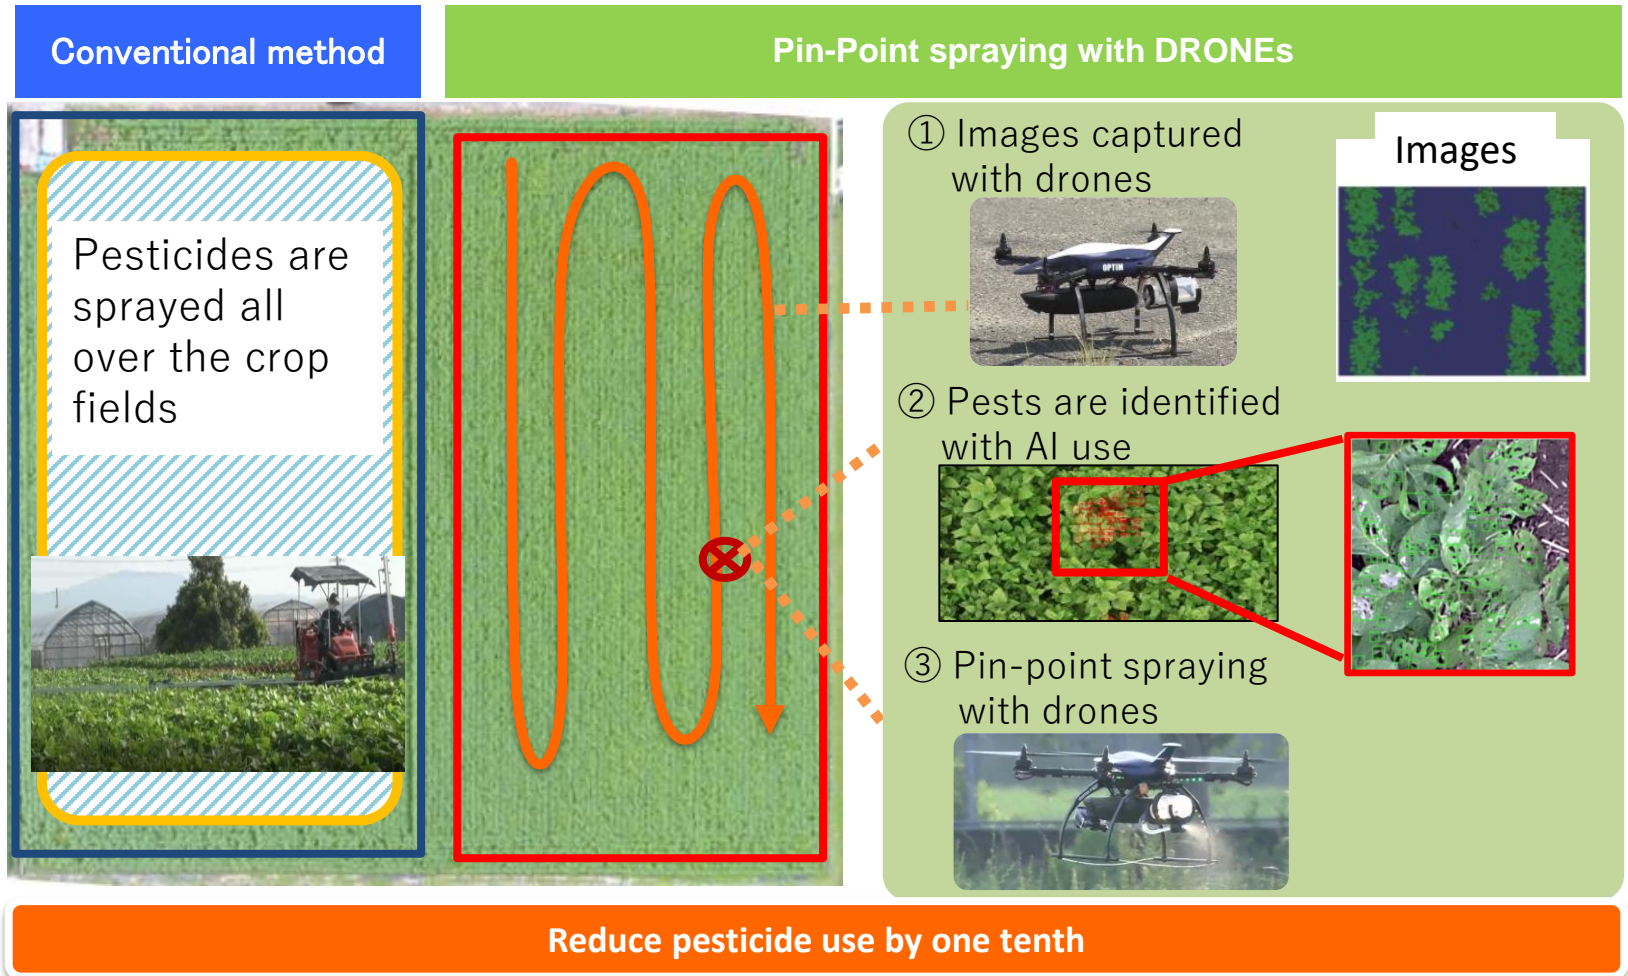 Conventional method
Pin-Point spraying with DRONEs
Pesticides are
sprayed all
over the crop
fields
① Images captured
with drones
OPTIM
Images
② Pests are identified
with AI use
③ Pin-point spraying
with drones
Reduce pesticide use by one tenth